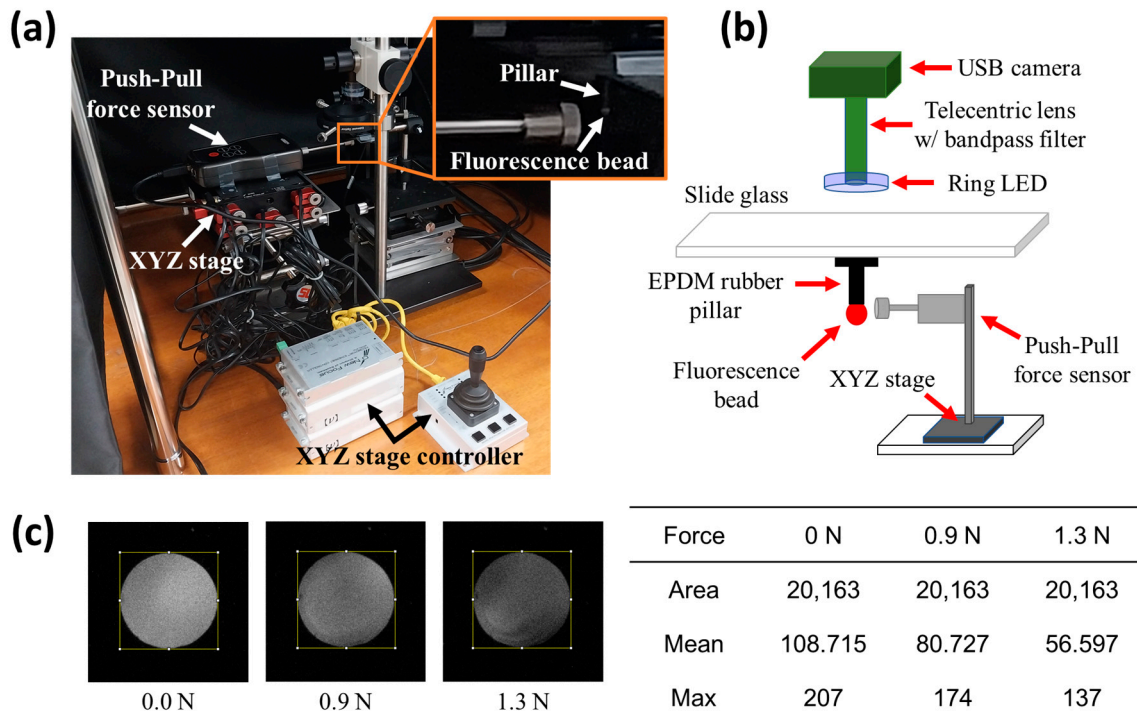 (a)
Push-Pull
force sensor
Pillar
Fluorescence bead
XYZ stage
New Focus
XYZ stage controller
(b)
USB camera
Telecentric lens
w/ bandpass filter
Ring LED
Slide glass
EPDM rubber
pillar
Fluorescence
bead
XYZ stage
Push-Pull
force sensor
(c)
0.0 N
0.9 N
1.3 N
Force 0 N 0.9 N 1.3 N
Area 20,163 20,163 20,163
Mean 108.715 80.727 56.597
Max 207 174 137